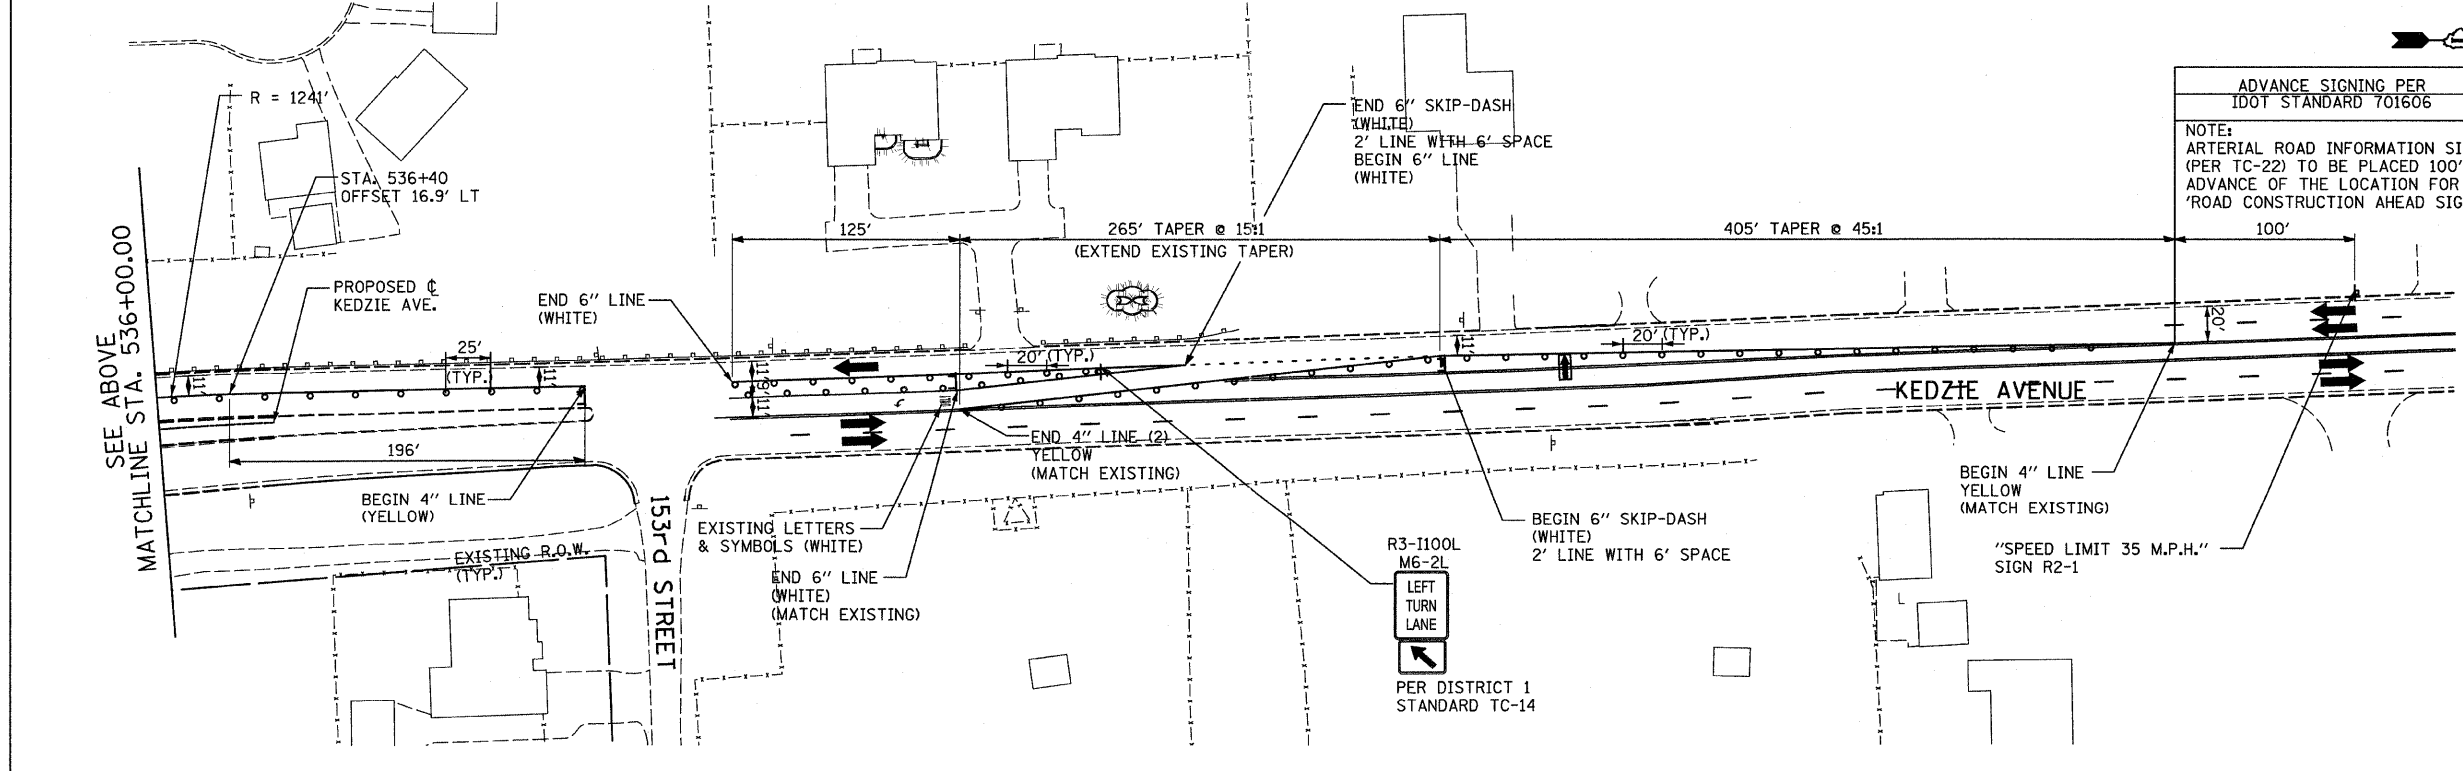 R = 1241'
STA. 536+40
OFFSET 16.9' LT
PROPOSED ℄
KEDZIE AVE.
SEE ABOVE
MATCHLINE STA. 536+00.00
25'
(TYP.)
11'
11'
196'
BEGIN 4" LINE
(YELLOW)
EXISTING R.O.W.
(TYP.)
153rd STREET
END 6" LINE
(WHITE)
125'
265' TAPER @ 15:1
(EXTEND EXISTING TAPER)
405' TAPER @ 45:1
100'
END 6" SKIP-DASH
(WHITE)
2' LINE WITH 6' SPACE
BEGIN 6" LINE
(WHITE)
ADVANCE SIGNING PER
IDOT STANDARD 701606
NOTE:
ARTERIAL ROAD INFORMATION SI
(PER TC-22) TO BE PLACED 100'
ADVANCE OF THE LOCATION FOR
'ROAD CONSTRUCTION AHEAD SIG
20' (TYP.)
11'
9'
11'
11'
20' (TYP.)
20'
KEDZIE AVENUE
END 4" LINE (2)
YELLOW
(MATCH EXISTING)
EXISTING LETTERS
& SYMBOLS (WHITE)
END 6" LINE
(WHITE)
(MATCH EXISTING)
R3-I100L
M6-2L
LEFT
TURN
LANE
PER DISTRICT 1
STANDARD TC-14
BEGIN 6" SKIP-DASH
(WHITE)
2' LINE WITH 6' SPACE
BEGIN 4" LINE
YELLOW
(MATCH EXISTING)
"SPEED LIMIT 35 M.P.H."
SIGN R2-1